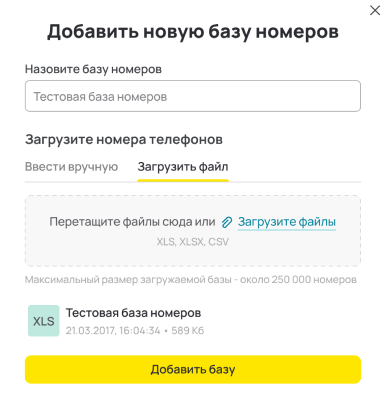 Добавить новую базу номеров
Назовите базу номеров
Тестовая база номеров
Загрузите номера телефонов
Ввести вручную Загрузить файл
Перетащите файлы сюда или Загрузите файлы
XLS, XLSX, CSV
Максимальный размер загружаемой базы - около 250 000 номеров
XLS Тестовая база номеров
21.03.2017, 16:04:34 • 589 Кб
Добавить базу